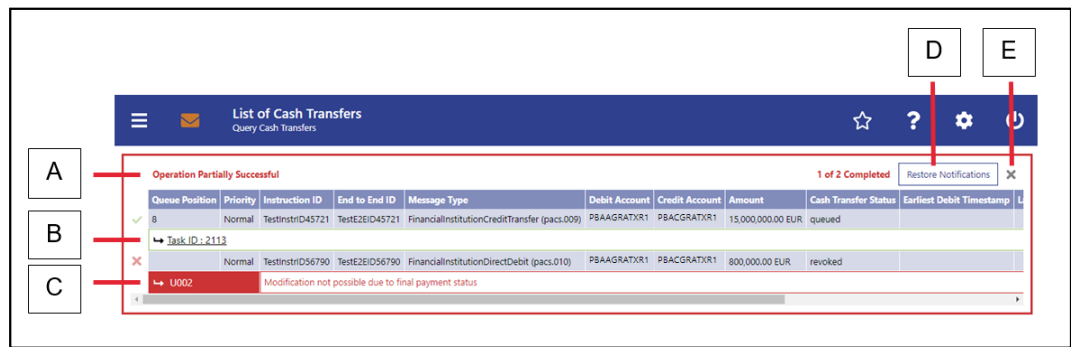 D E
List of Cash Transfers
Query Cash Transfers
?
A
Operation Partially Successful 1 of 2 Completed Restore Notifications
Queue Position Priority Instruction ID End to End ID Message Type Debit Account Credit Account Amount Cash Transfer Status Earliest Debit Timestamp
8 Normal TestInstrID45721 TestE2EID45721 FinancialInstitutionCreditTransfer (pacs.009) PBAAGRATXR1 PBACGRATXR1 15,000,000.00 EUR queued
B
Task ID : 2113
Normal TestInstrID56790 TestE2EID56790 FinancialInstitutionDirectDebit (pacs.010) PBAAGRATXR1 PBACGRATXR1 800,000.00 EUR revoked
C
U002 Modification not possible due to final payment status